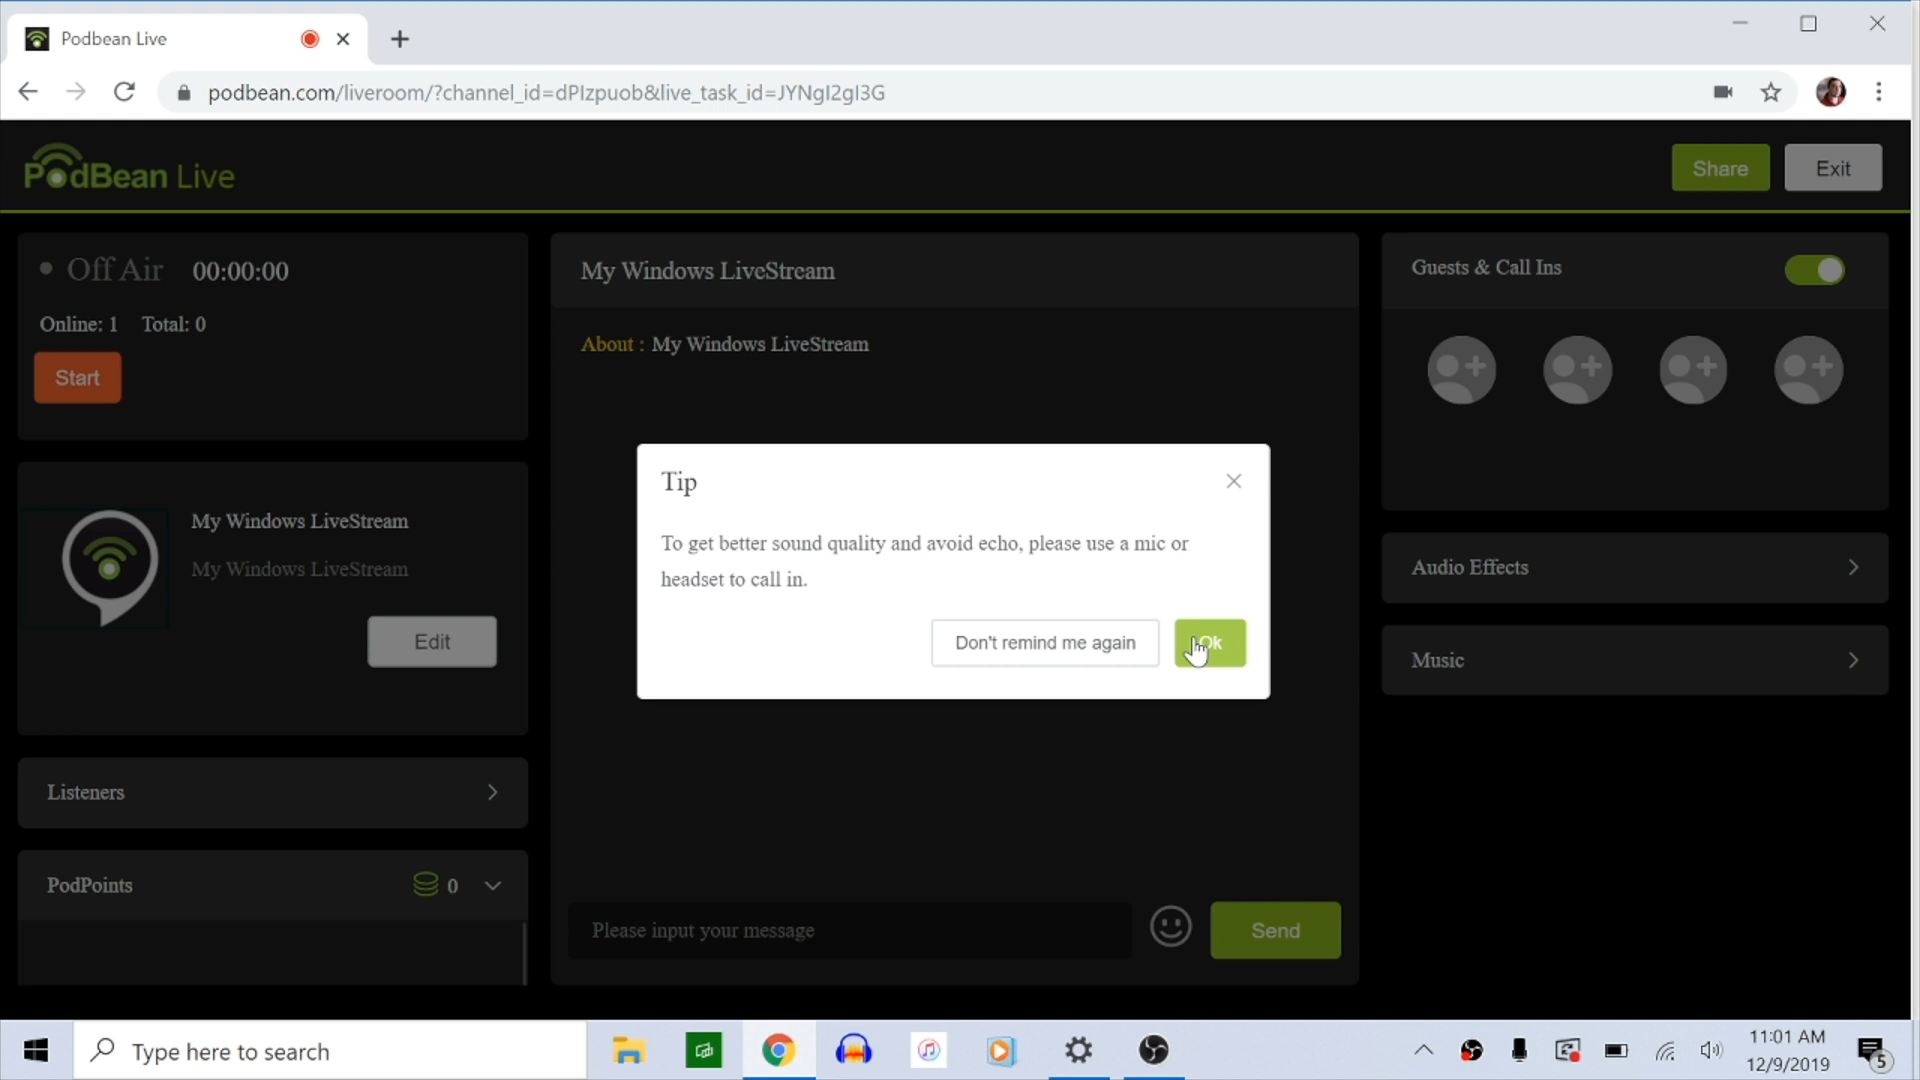 Podbean Live
podbean.com/liveroom/?channel_id=dPIzpuob&live_task_id=JYNgI2gI3G
PodBean Live
Share
Exit
Off Air 00:00:00
Online: 1 Total: 0
Start
My Windows LiveStream
My Windows LiveStream
Edit
Listeners
PodPoints 0
My Windows LiveStream
About : My Windows LiveStream
Tip
To get better sound quality and avoid echo, please use a mic or
headset to call in.
Don't remind me again
Ok
Please input your message
Send
Guests & Call Ins
Audio Effects
Music
Type here to search
11:01 AM
12/9/2019
5